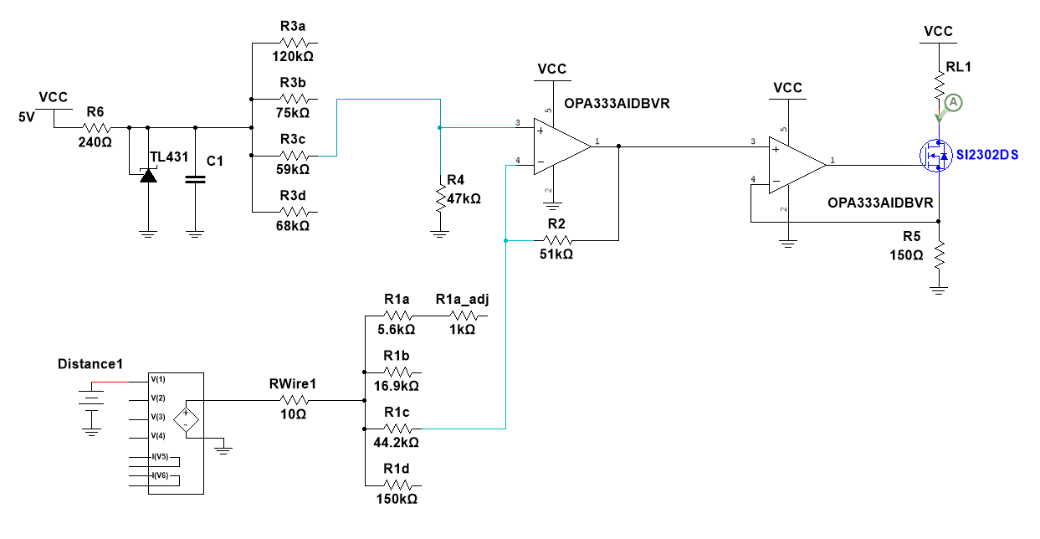 R3a
120kΩ
VCC
RL1
VCC
OPA333AIDBVR
5
VCC
R3b
75kΩ
A
VCC
5V
R6
240Ω
5
3
1
4
2
R3c
59kΩ
TL431
C1
3
1
4
2
SI2302DS
OPA333AIDBVR
R4
47kΩ
R3d
68kΩ
R2
51kΩ
R5
150Ω
R1a
5.6kΩ
R1a_adj
1kΩ
Distance1
V(1)
V(2)
V(3)
V(4)
I(V5)
I(V6)
RWire1
10Ω
R1b
16.9kΩ
R1c
44.2kΩ
R1d
150kΩ